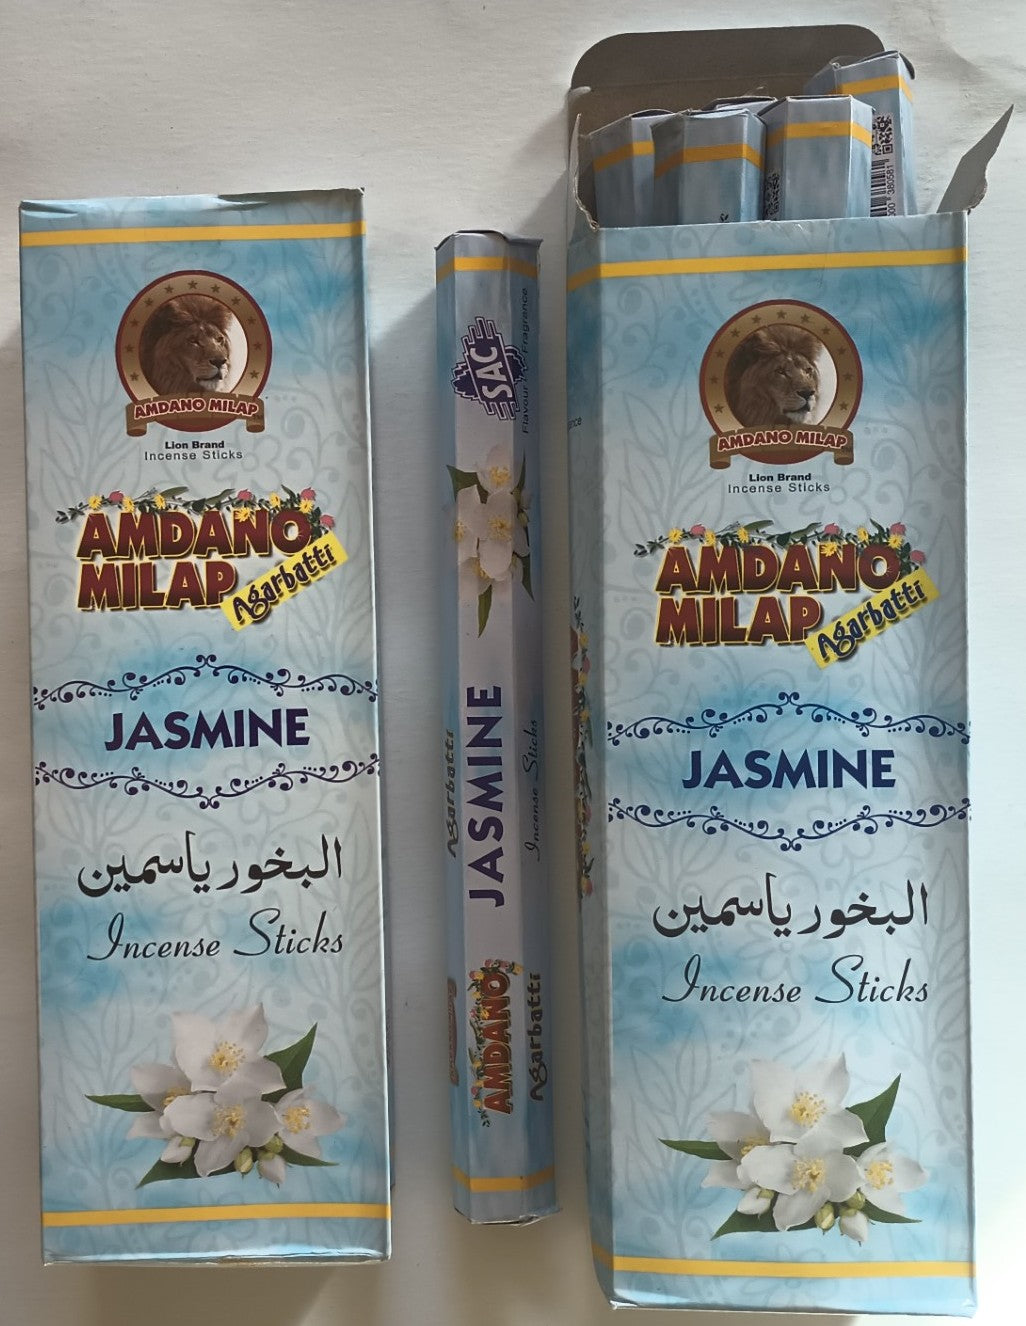 AMDANO MILAP
Lion Brand
Incense Sticks
AMDANO
MILAP
Agarbatti
JASMINE
البخور ياسمين
Incense Sticks
SAC
Fragrance
Flavour
JASMINE
Agarbatti
Incense Sticks
AMDANO
Agarbatti
AMDANO MILAP
Lion Brand
Incense Sticks
AMDANO
MILAP
Agarbatti
JASMINE
البخور ياسمين
Incense Sticks